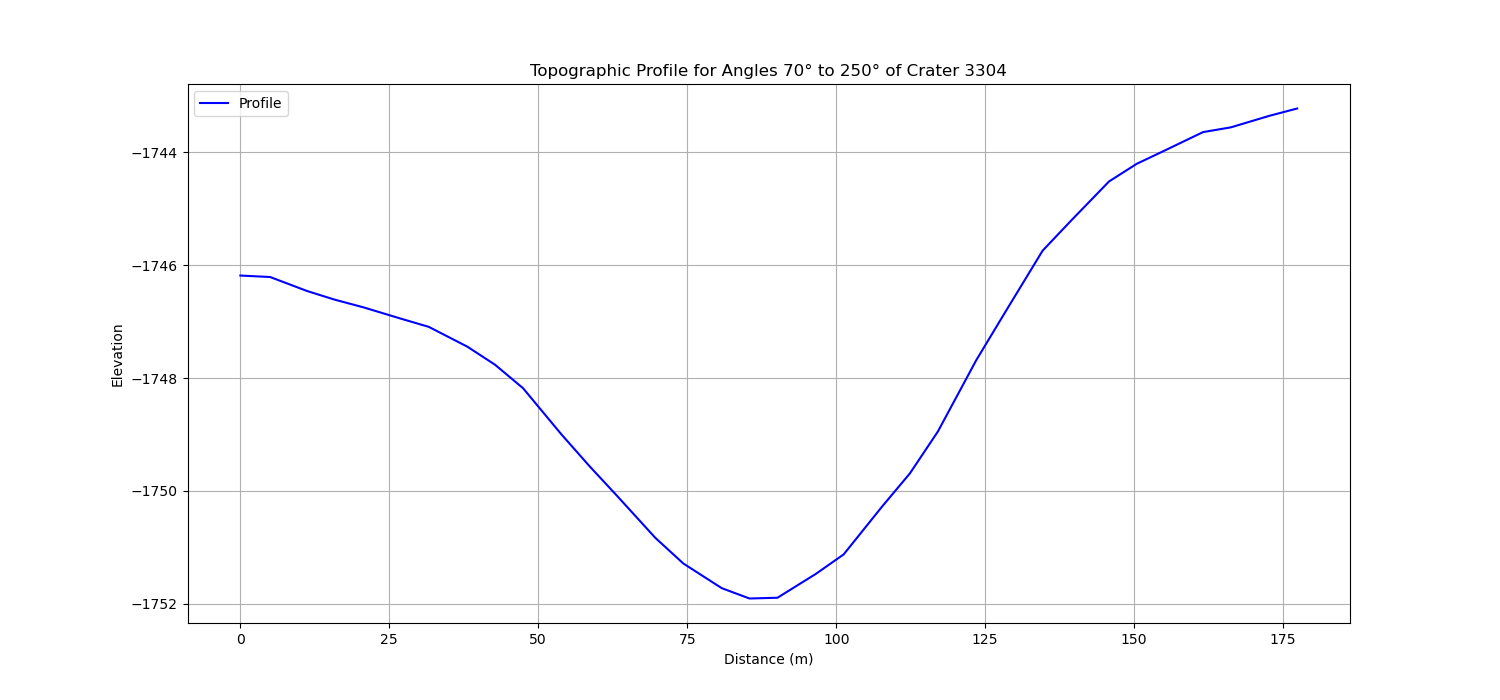 Topographic Profile for Angles 70° to 250° of Crater 3304
Profile
−1744
−1746
−1748
−1750
−1752
Elevation
0 25 50 75 100 125 150 175
Distance (m)